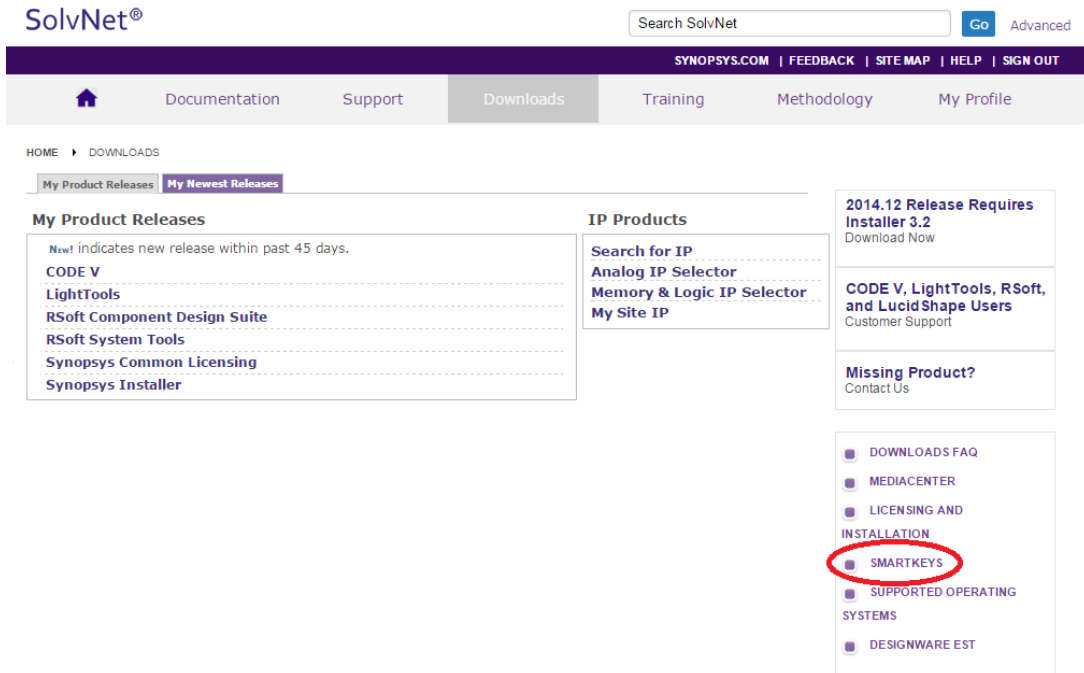 SolvNet®
Search SolvNet
Go
Advanced
SYNOPSYS.COM | FEEDBACK | SITE MAP | HELP | SIGN OUT
Documentation
Support
Downloads
Training
Methodology
My Profile
HOME
DOWNLOADS
My Product Releases
My Newest Releases
My Product Releases
New! indicates new release within past 45 days.
CODE V
LightTools
RSoft Component Design Suite
RSoft System Tools
Synopsys Common Licensing
Synopsys Installer
IP Products
Search for IP
Analog IP Selector
Memory & Logic IP Selector
My Site IP
2014.12 Release Requires
Installer 3.2
Download Now
CODE V, LightTools, RSoft,
and LucidShape Users
Customer Support
Missing Product?
Contact Us
DOWNLOADS FAQ
MEDIACENTER
LICENSING AND
INSTALLATION
SMARTKEYS
SUPPORTED OPERATING
SYSTEMS
DESIGNWARE EST